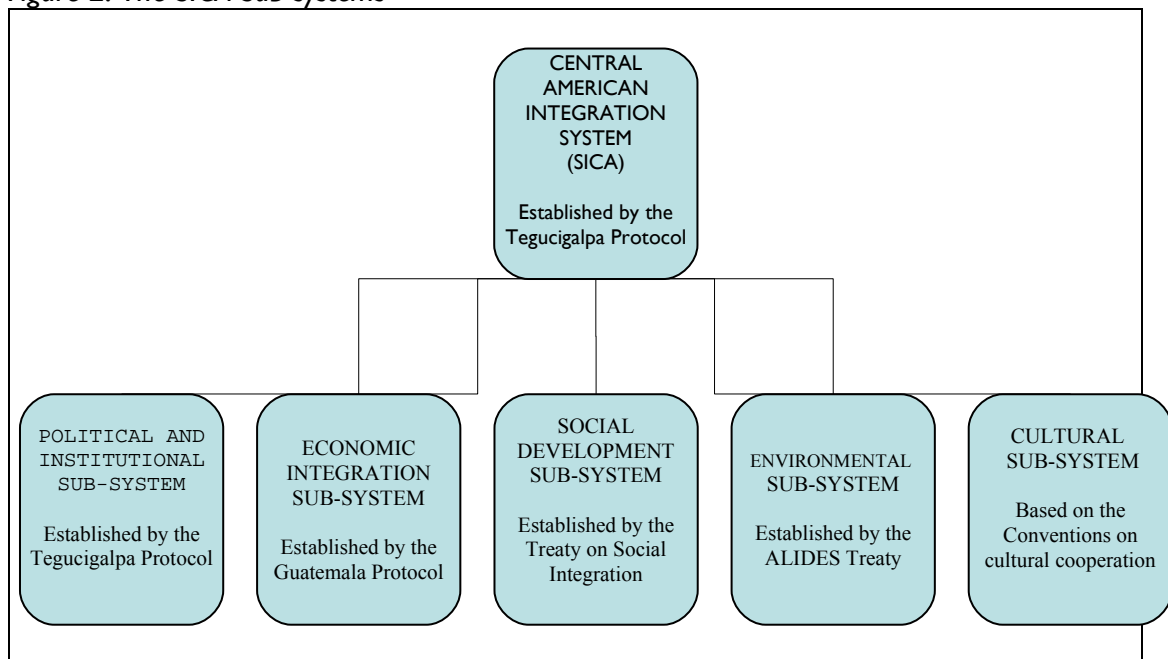 Figure 2: The SICA sub-systems
CENTRAL
AMERICAN
INTEGRATION
SYSTEM
(SICA)
Established by the
Tegucigalpa Protocol
POLITICAL AND
INSTITUTIONAL
SUB-SYSTEM
Established by the
Tegucigalpa Protocol
ECONOMIC
INTEGRATION
SUB-SYSTEM
Established by the
Guatemala Protocol
SOCIAL
DEVELOPMENT
SUB-SYSTEM
Established by the
Treaty on Social
Integration
ENVIRONMENTAL
SUB-SYSTEM
Established by the
ALIDES Treaty
CULTURAL
SUB-SYSTEM
Based on the
Conventions on
cultural cooperation